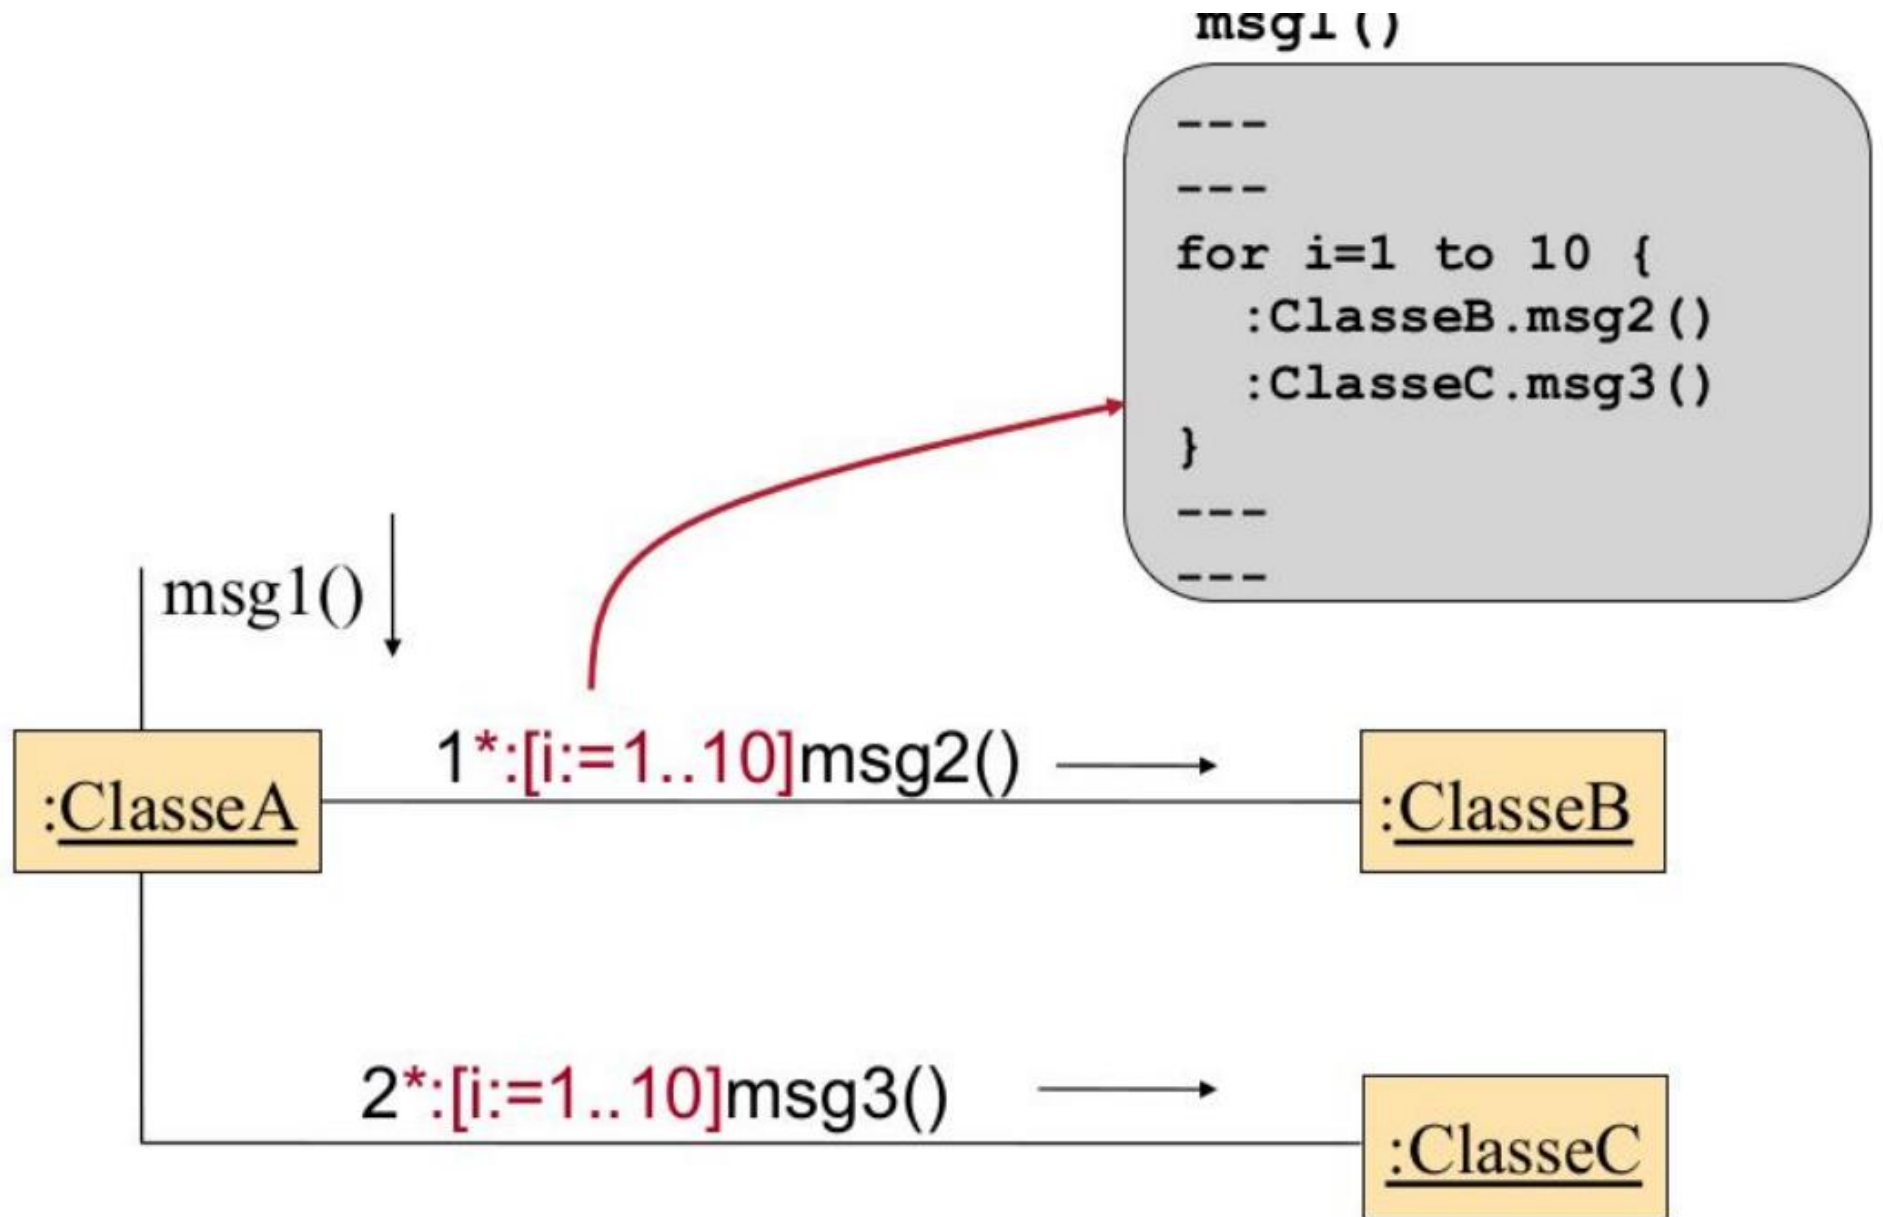 msg1()
---
---
for i=1 to 10 {
:ClasseB.msg2()
:ClasseC.msg3()
}
---
---
msg1()
1*:[i:=1..10]msg2()
:ClasseA
:ClasseB
2*:[i:=1..10]msg3()
:ClasseC